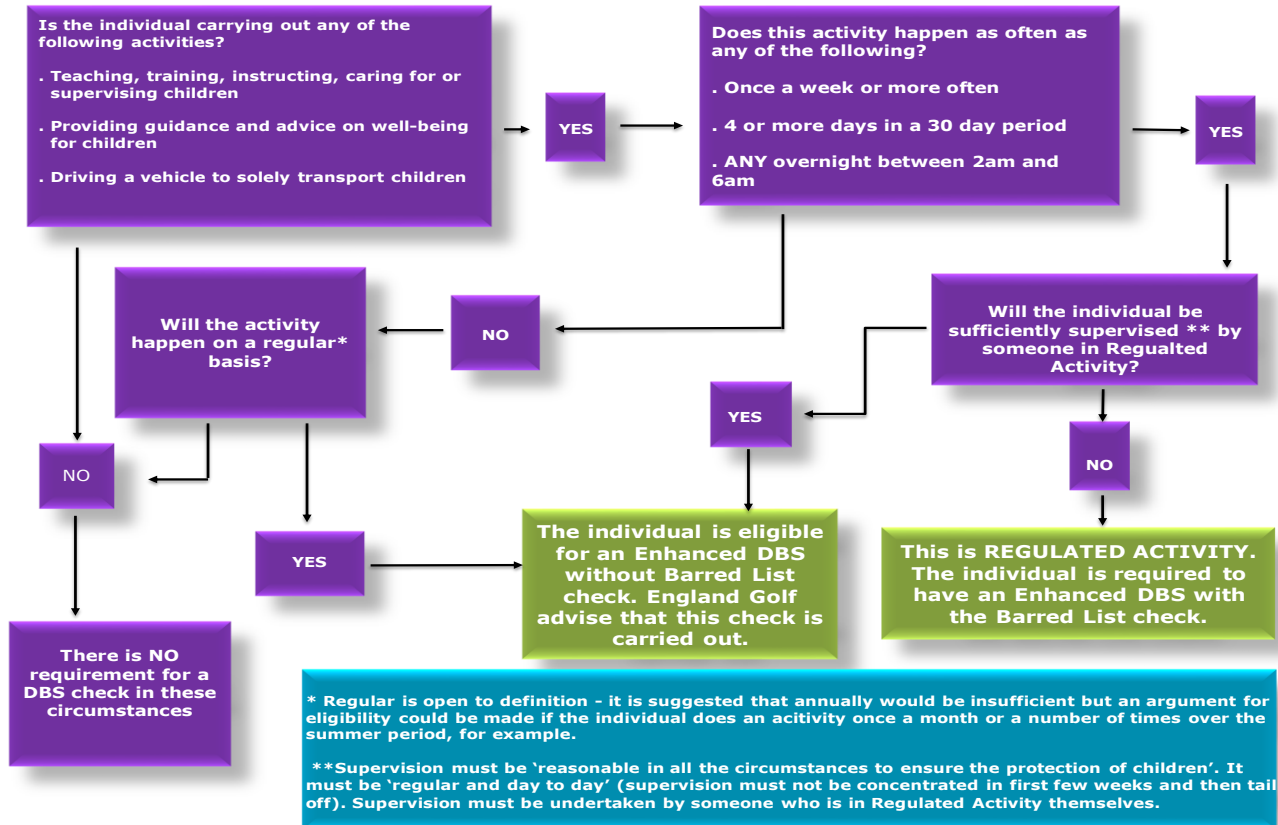 Is the individual carrying out any of the
following activities?
. Teaching, training, instructing, caring for or
supervising children
. Providing guidance and advice on well-being
for children
. Driving a vehicle to solely transport children
YES
Does this activity happen as often as
any of the following?
. Once a week or more often
. 4 or more days in a 30 day period
. ANY overnight between 2am and
6am
YES
Will the activity
happen on a regular*
basis?
NO
Will the individual be
sufficiently supervised ** by
someone in Regualted
Activity?
YES
NO
NO
YES
The individual is eligible
for an Enhanced DBS
without Barred List
check. England Golf
advise that this check is
carried out.
This is REGULATED ACTIVITY.
The individual is required to
have an Enhanced DBS with
the Barred List check.
There is NO
requirement for a
DBS check in these
circumstances
* Regular is open to definition - it is suggested that annually would be insufficient but an argument for
eligibility could be made if the individual does an acitivity once a month or a number of times over the
summer period, for example.
**Supervision must be ‘reasonable in all the circumstances to ensure the protection of children’. It
must be ‘regular and day to day’ (supervision must not be concentrated in first few weeks and then tail
off). Supervision must be undertaken by someone who is in Regulated Activity themselves.